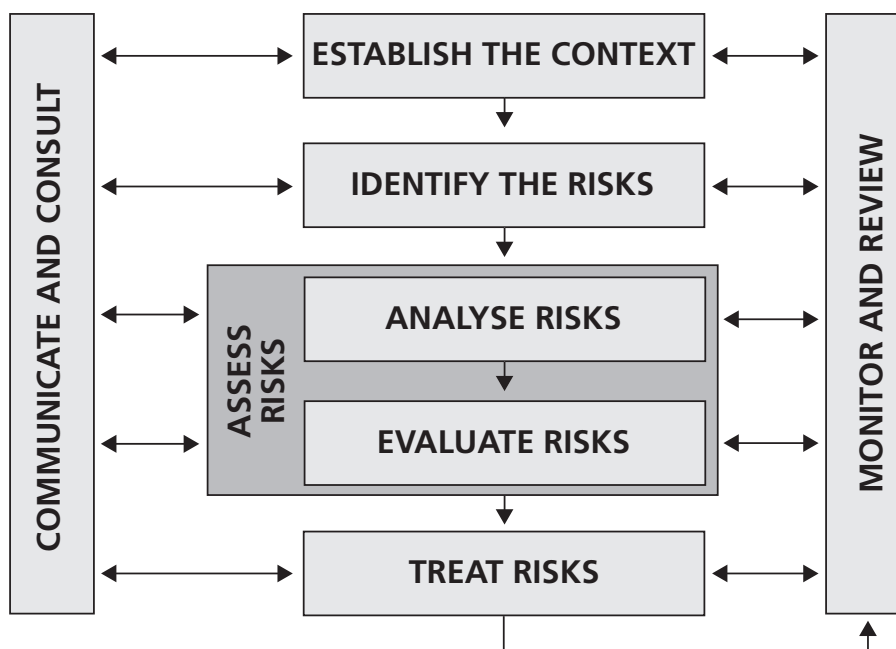 COMMUNICATE AND CONSULT
ESTABLISH THE CONTEXT
IDENTIFY THE RISKS
ASSESS
RISKS
ANALYSE RISKS
EVALUATE RISKS
TREAT RISKS
MONITOR AND REVIEW